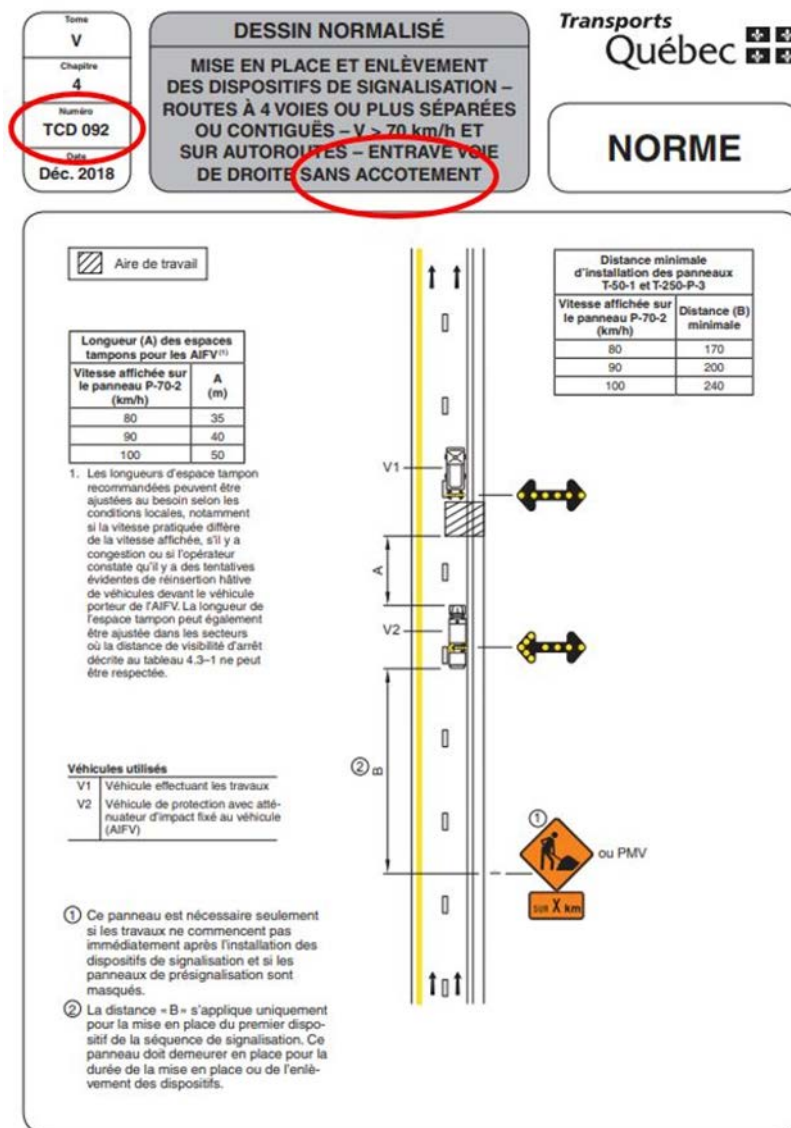 Tome
V
Chapitre
4
Numéro
TCD 092
Date
Déc. 2018
DESSIN NORMALISÉ
MISE EN PLACE ET ENLÈVEMENT
DES DISPOSITIFS DE SIGNALISATION –
ROUTES À 4 VOIES OU PLUS SÉPARÉES
OU CONTIGUËS – V > 70 km/h ET
SUR AUTOROUTES – ENTRAVE VOIE
DE DROITE SANS ACCOTEMENT
Transports
Québec
NORME
Aire de travail
Longueur (A) des espaces
tampons pour les AIFV(1)
Vitesse affichée sur
le panneau P-70-2
(km/h)
A
(m)
80 35
90 40
100 50
1. Les longueurs d'espace tampon
recommandées peuvent être
ajustées au besoin selon les
conditions locales, notamment
si la vitesse pratiquée diffère
de la vitesse affichée, s'il y a
congestion ou si l'opérateur
constate qu'il y a des tentatives
évidentes de réinsertion hâtive
de véhicules devant le véhicule
porteur de l'AIFV. La longueur de
l'espace tampon peut également
être ajustée dans les secteurs
où la distance de visibilité d'arrêt
décrite au tableau 4.3–1 ne peut
être respectée.
Véhicules utilisés
V1 Véhicule effectuant les travaux
V2 Véhicule de protection avec atté-
nuateur d'impact fixé au véhicule
(AIFV)
① Ce panneau est nécessaire seulement
si les travaux ne commencent pas
immédiatement après l'installation des
dispositifs de signalisation et si les
panneaux de présignalisation sont
masqués.
② La distance « B » s'applique uniquement
pour la mise en place du premier dispo-
sitif de la séquence de signalisation. Ce
panneau doit demeurer en place pour la
durée de la mise en place ou de l'enlè-
vement des dispositifs.
V1
A
V2
② B
①
ou PMV
SUR X km
Distance minimale
d'installation des panneaux
T-50-1 et T-250-P-3
Vitesse affichée sur
le panneau P-70-2
(km/h)
Distance (B)
minimale
80 170
90 200
100 240